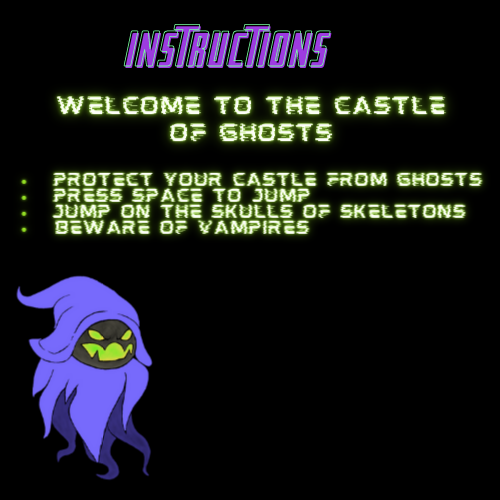 INSTRUCTIONS
WELCOME TO THE CASTLE
OF GHOSTS
• PROTECT YOUR CASTLE FROM GHOSTS
• PRESS SPACE TO JUMP
• JUMP ON THE SKULLS OF SKELETONS
• BEWARE OF VAMPIRES